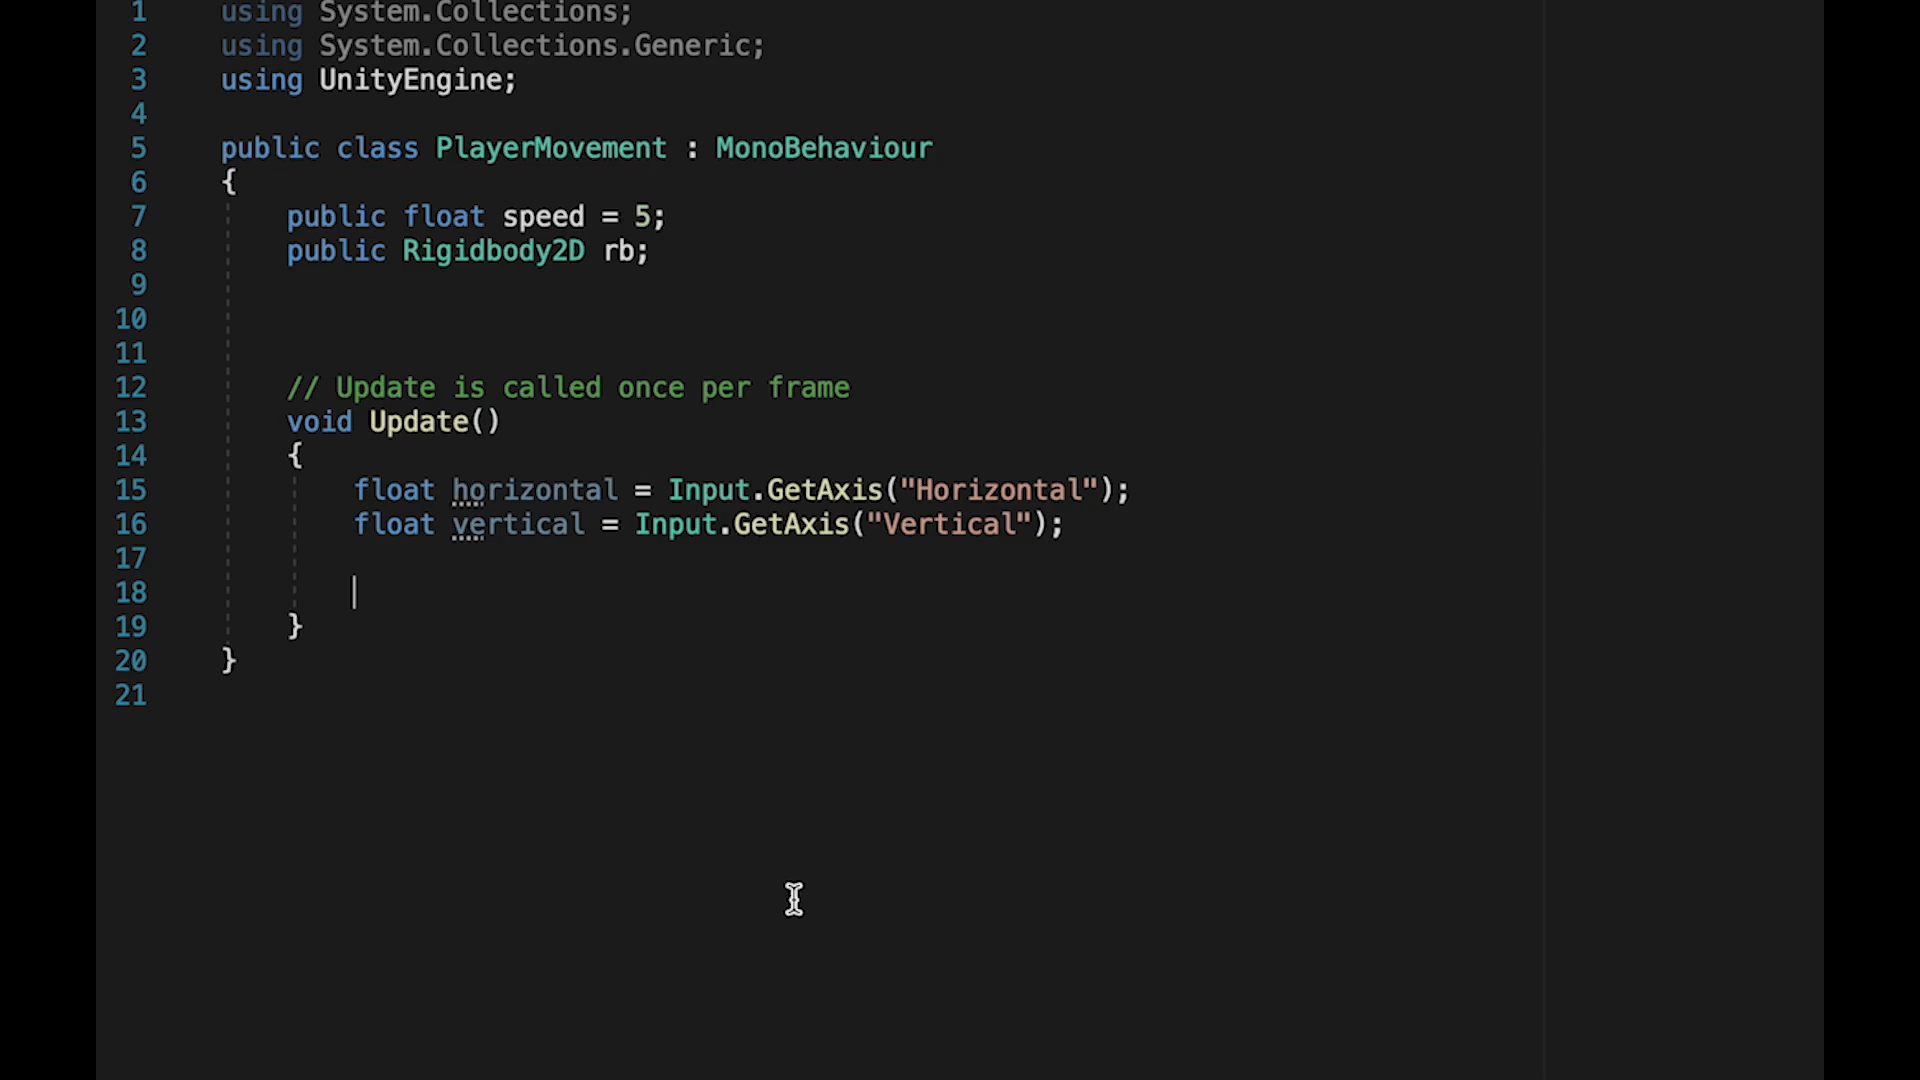 1 using System.Collections;
2 using System.Collections.Generic;
3 using UnityEngine;
4
5 public class PlayerMovement : MonoBehaviour
6 {
7 public float speed = 5;
8 public Rigidbody2D rb;
9
10
11
12 // Update is called once per frame
13 void Update()
14 {
15 float horizontal = Input.GetAxis("Horizontal");
16 float vertical = Input.GetAxis("Vertical");
17
18
19 }
20 }
21